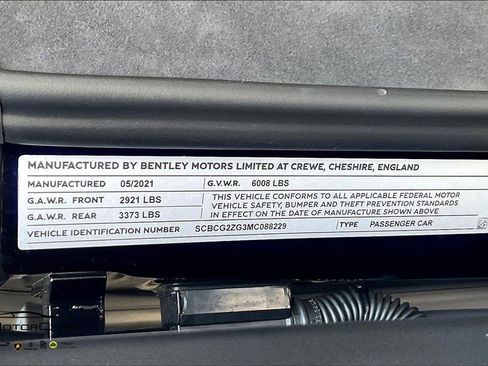 MANUFACTURED BY BENTLEY MOTORS LIMITED AT CREWE, CHESHIRE, ENGLAND
MANUFACTURED 05/2021 G.V.W.R. 6008 LBS
G.A.W.R. FRONT 2921 LBS
G.A.W.R. REAR 3373 LBS
THIS VEHICLE CONFORMS TO ALL APPLICABLE FEDERAL MOTOR
VEHICLE SAFETY, BUMPER AND THEFT PREVENTION STANDARDS
IN EFFECT ON THE DATE OF MANUFACTURE SHOWN ABOVE
VEHICLE IDENTIFICATION NUMBER SCBCG2ZG3MC088229 TYPE PASSENGER CAR